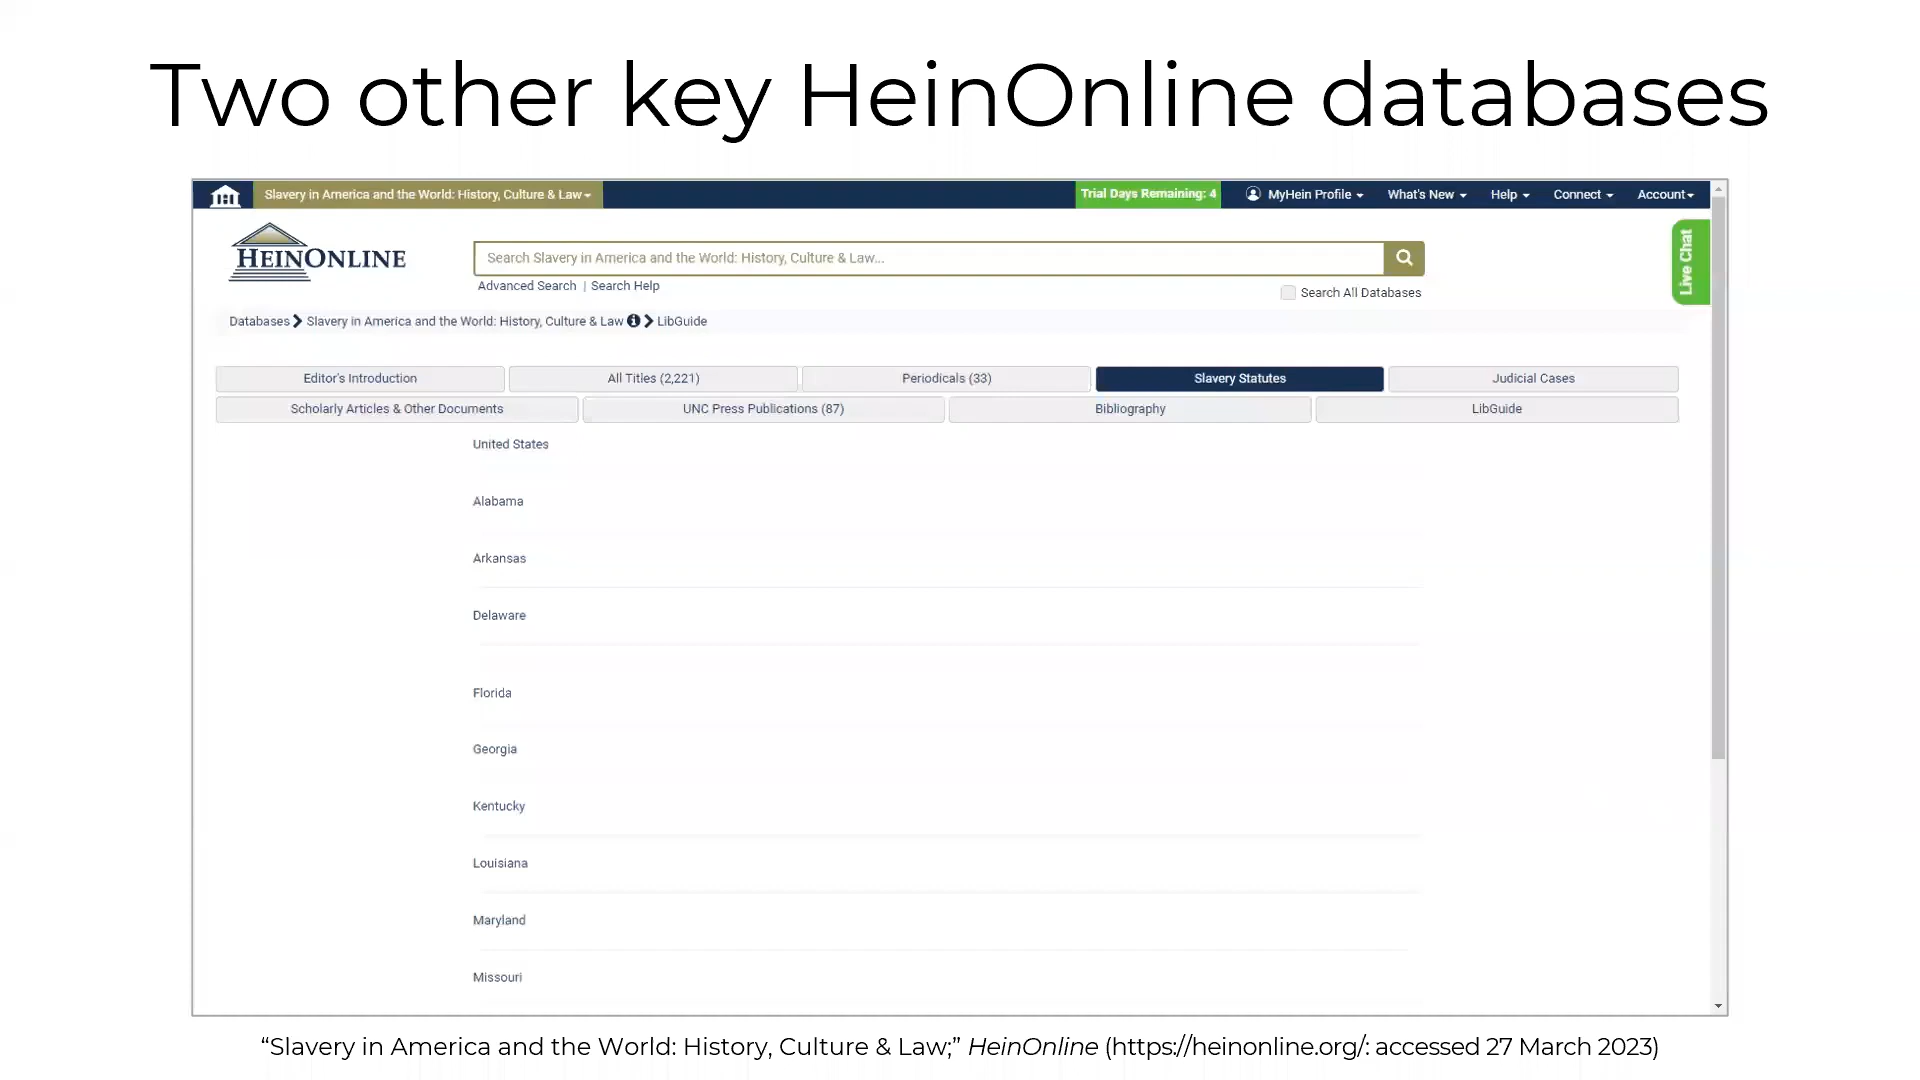 Two other key HeinOnline databases
Slavery in America and the World: History, Culture & Law
Trial Days Remaining: 4
MyHein Profile
What's New
Help
Connect
Account
HEINONLINE
Search Slavery in America and the World: History, Culture & Law...
Live Chat
Advanced Search | Search Help
Search All Databases
Databases Slavery in America and the World: History, Culture & Law LibGuide
Editor's Introduction
All Titles (2,221)
Periodicals (33)
Slavery Statutes
Judicial Cases
Scholarly Articles & Other Documents
UNC Press Publications (87)
Bibliography
LibGuide
United States
Alabama
Arkansas
Delaware
Florida
Georgia
Kentucky
Louisiana
Maryland
Missouri
“Slavery in America and the World: History, Culture & Law;” HeinOnline (https://heinonline.org/: accessed 27 March 2023)